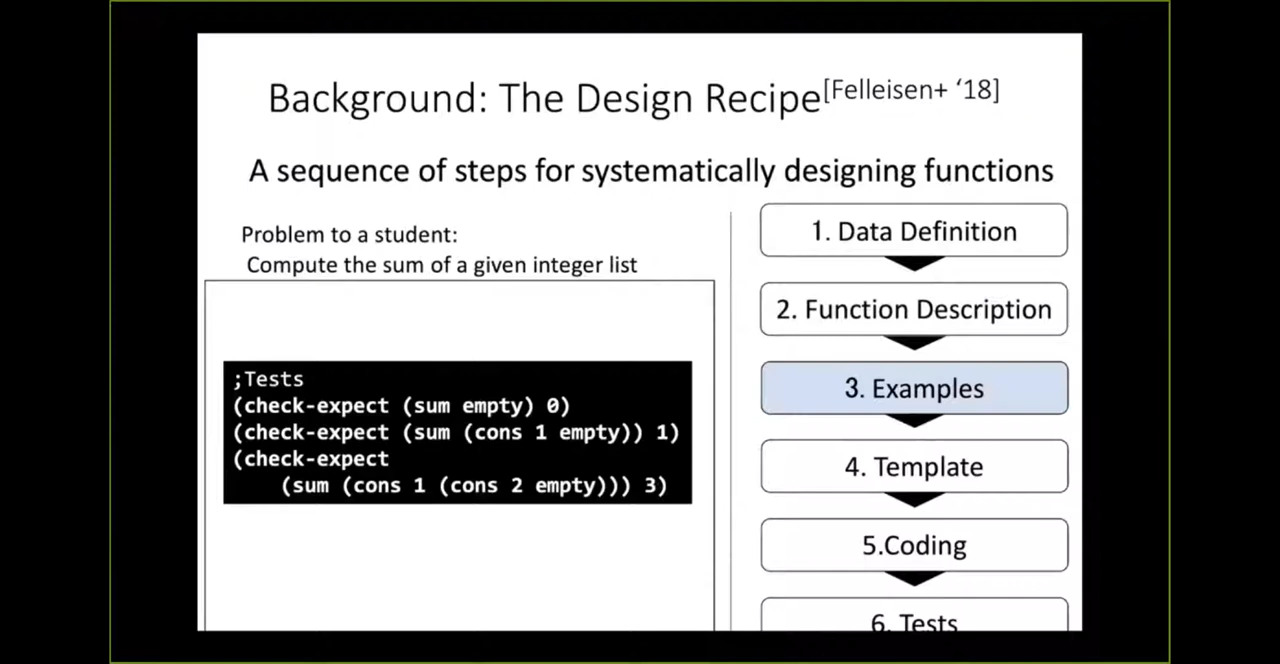 Background: The Design Recipe[Felleisen+ ‘18]
A sequence of steps for systematically designing functions
Problem to a student:
Compute the sum of a given integer list
;Tests
(check-expect (sum empty) 0)
(check-expect (sum (cons 1 empty)) 1)
(check-expect
(sum (cons 1 (cons 2 empty))) 3)
1. Data Definition
2. Function Description
3. Examples
4. Template
5.Coding
6. Tests